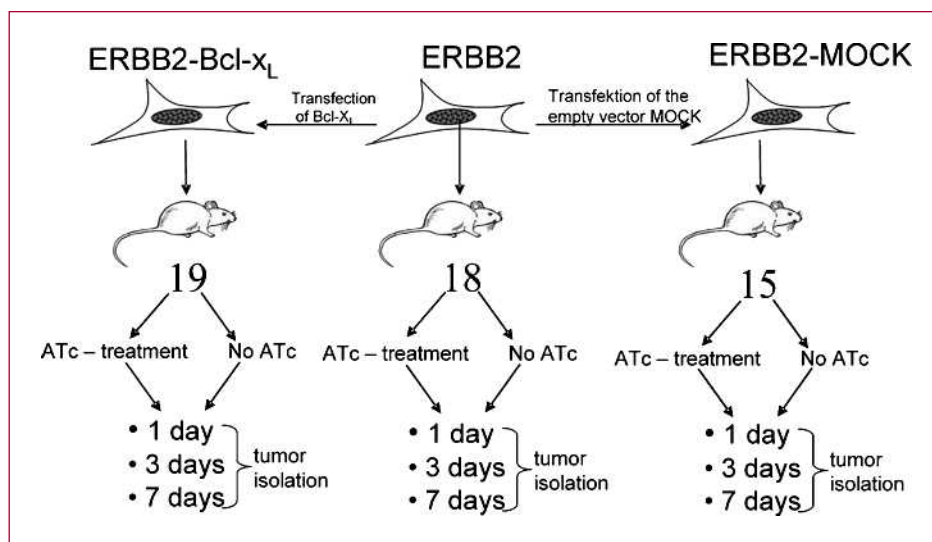 ERBB2-Bcl-xL
ERBB2
ERBB2-MOCK
Transfection
of Bcl-XL
Transfektion of the
empty vector MOCK
19
18
15
ATc – treatment
No ATc
ATc – treatment
No ATc
ATc – treatment
No ATc
• 1 day
• 3 days
• 7 days
tumor
isolation
• 1 day
• 3 days
• 7 days
tumor
isolation
• 1 day
• 3 days
• 7 days
tumor
isolation